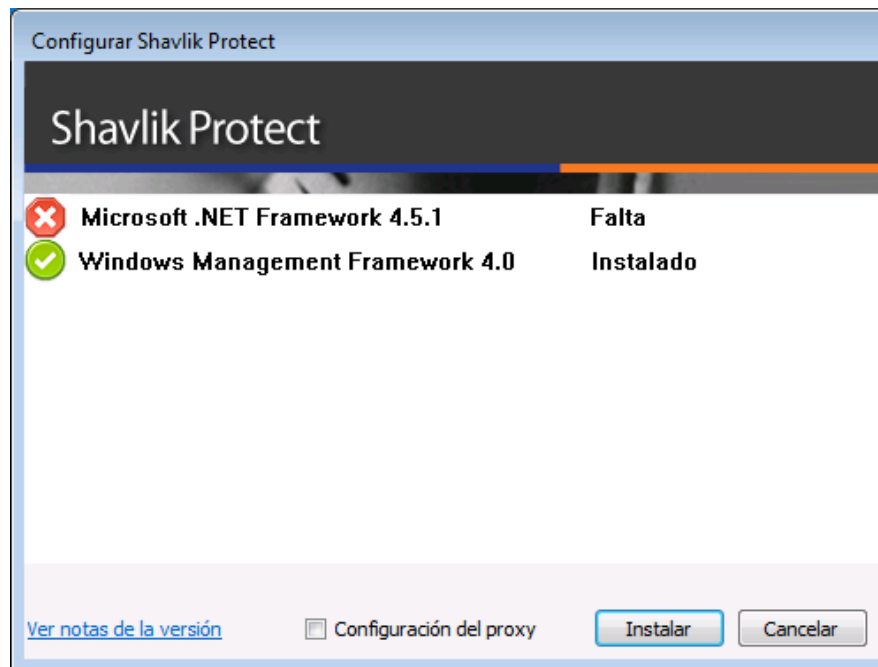 Configurar Shavlik Protect
Shavlik Protect
Microsoft .NET Framework 4.5.1 Falta
Windows Management Framework 4.0 Instalado
Ver notas de la versión Configuración del proxy Instalar Cancelar